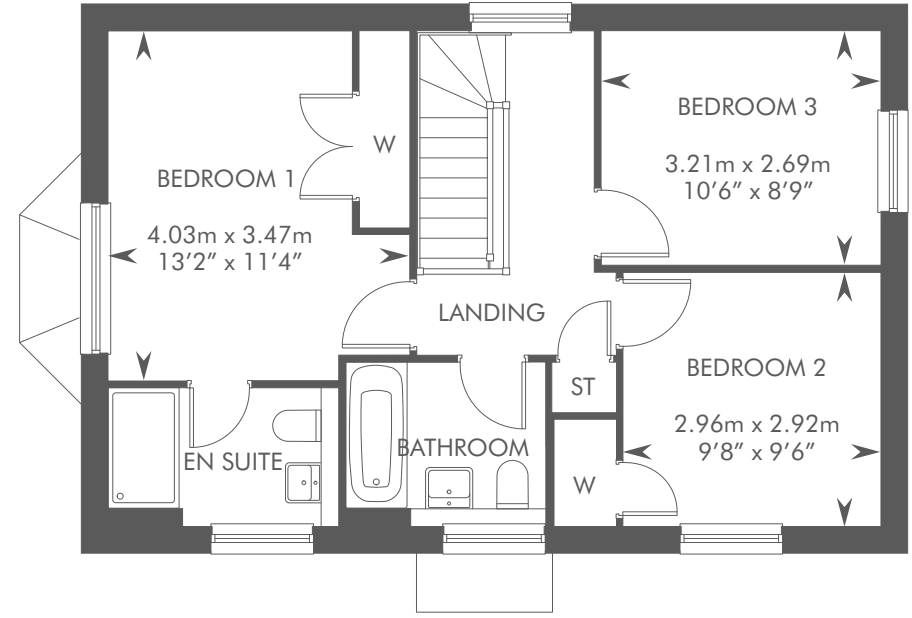 BEDROOM 1
4.03m x 3.47m
13’2” x 11’4”
W
BEDROOM 3
3.21m x 2.69m
10’6” x 8’9”
LANDING
ST
BEDROOM 2
2.96m x 2.92m
9’8” x 9’6”
EN SUITE
BATHROOM
W